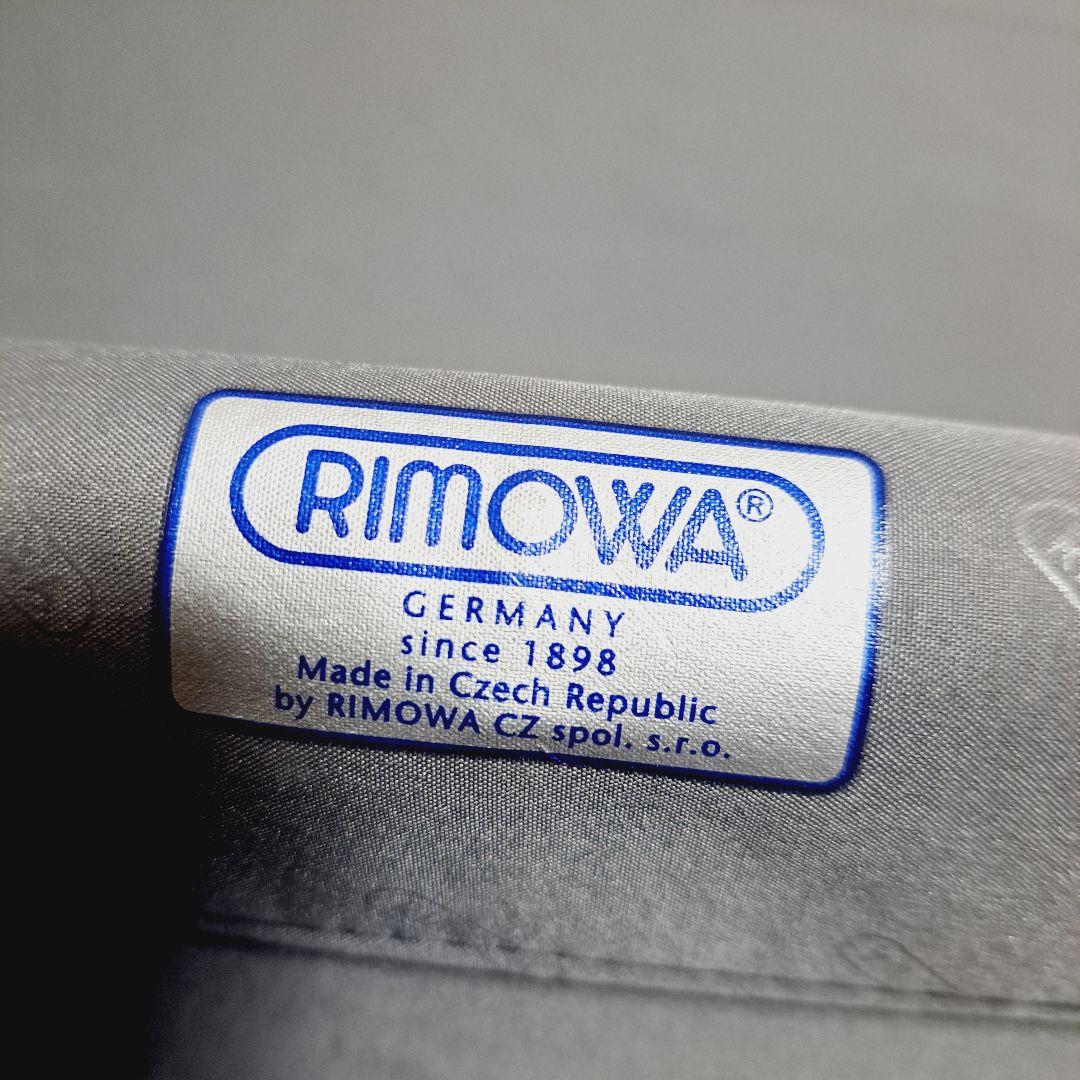 RIMOWA®
GERMANY
since 1898
Made in Czech Republic
by RIMOWA CZ spol. s.r.o.